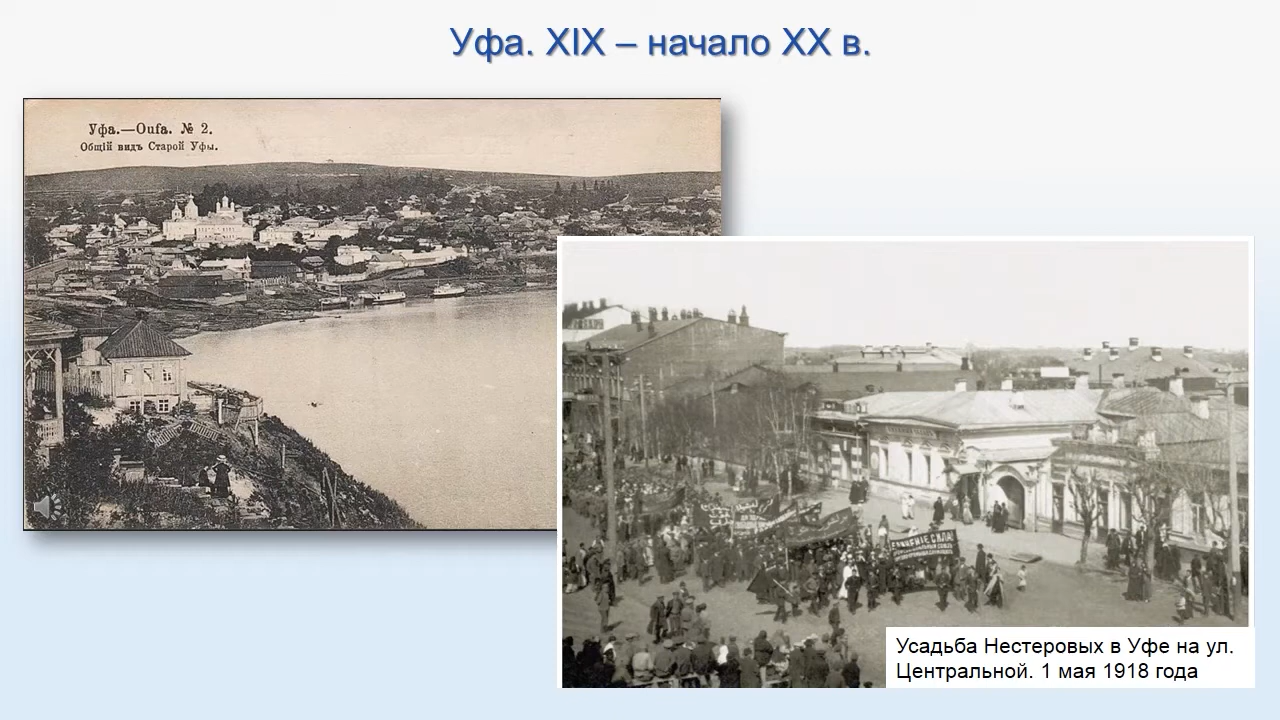 Уфа. XIX – начало XX в.
Уфа.—Oufa. № 2.
Общій видъ Старой Уфы.
Усадьба Нестеровых в Уфе на ул.
Центральной. 1 мая 1918 года